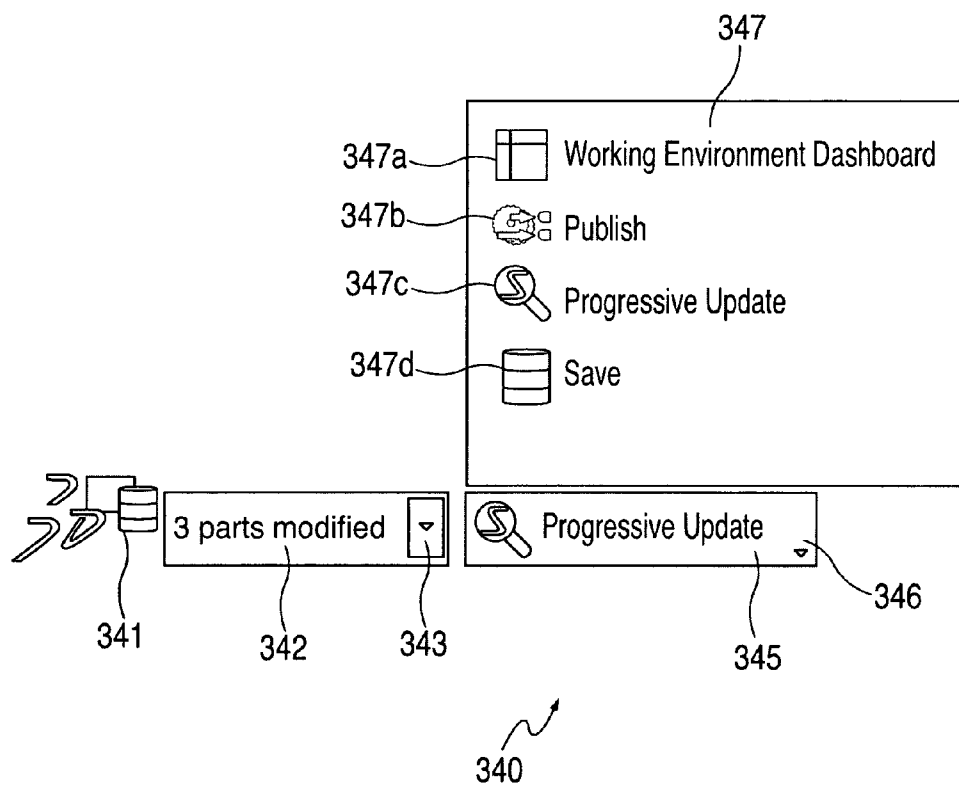 347
347a Working Environment Dashboard
347b Publish
347c Progressive Update
347d Save
3 parts modified Progressive Update
341 342 343 345 346
340